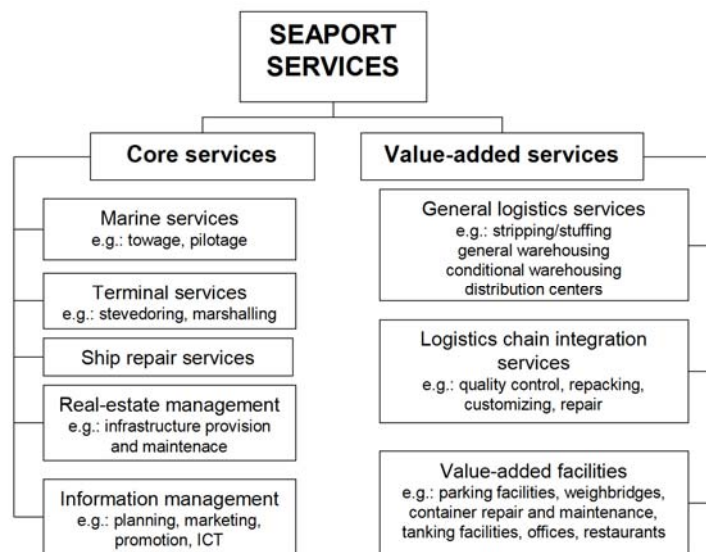 SEAPORT
SERVICES
Core services
Marine services
e.g.: towage, pilotage
Terminal services
e.g.: stevedoring, marshalling
Ship repair services
Real-estate management
e.g.: infrastructure provision
and maintenace
Information management
e.g.: planning, marketing,
promotion, ICT
Value-added services
General logistics services
e.g.: stripping/stuffing
general warehousing
conditional warehousing
distribution centers
Logistics chain integration
services
e.g.: quality control, repacking,
customizing, repair
Value-added facilities
e.g.: parking facilities, weighbridges,
container repair and maintenance,
tanking facilities, offices, restaurants